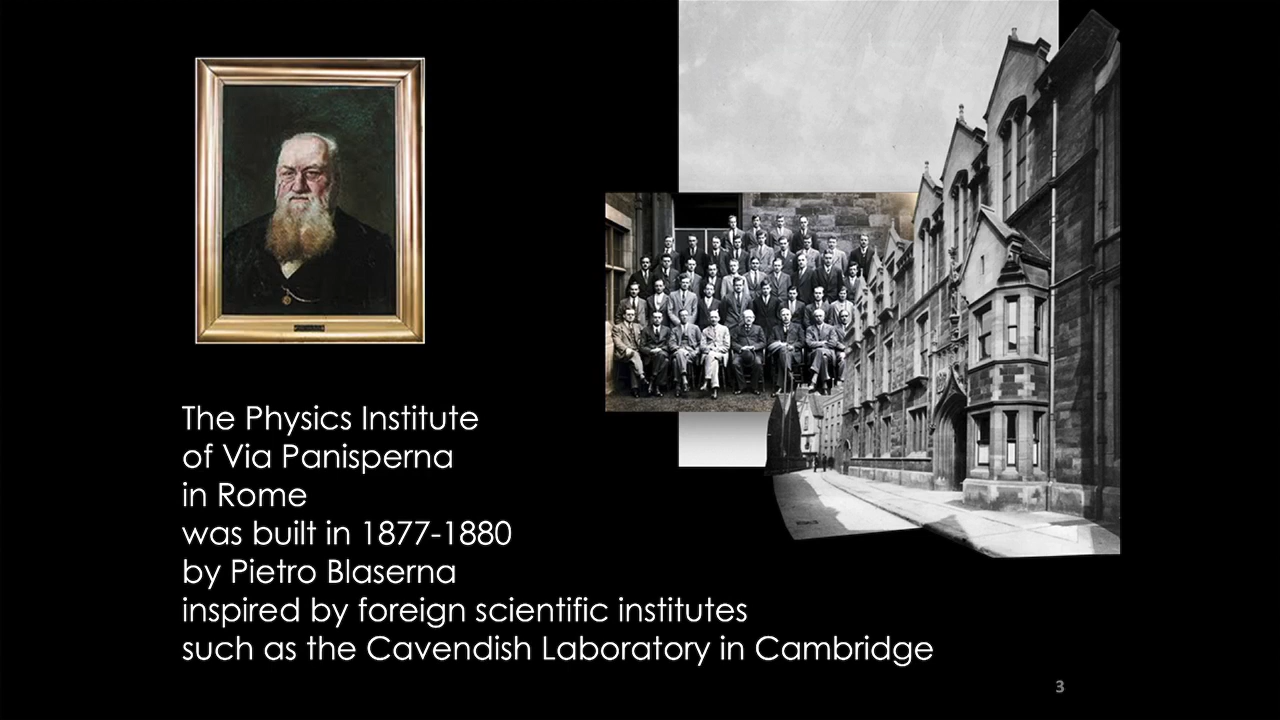 The Physics Institute
of Via Panisperna
in Rome
was built in 1877-1880
by Pietro Blaserna
inspired by foreign scientific institutes
such as the Cavendish Laboratory in Cambridge
3